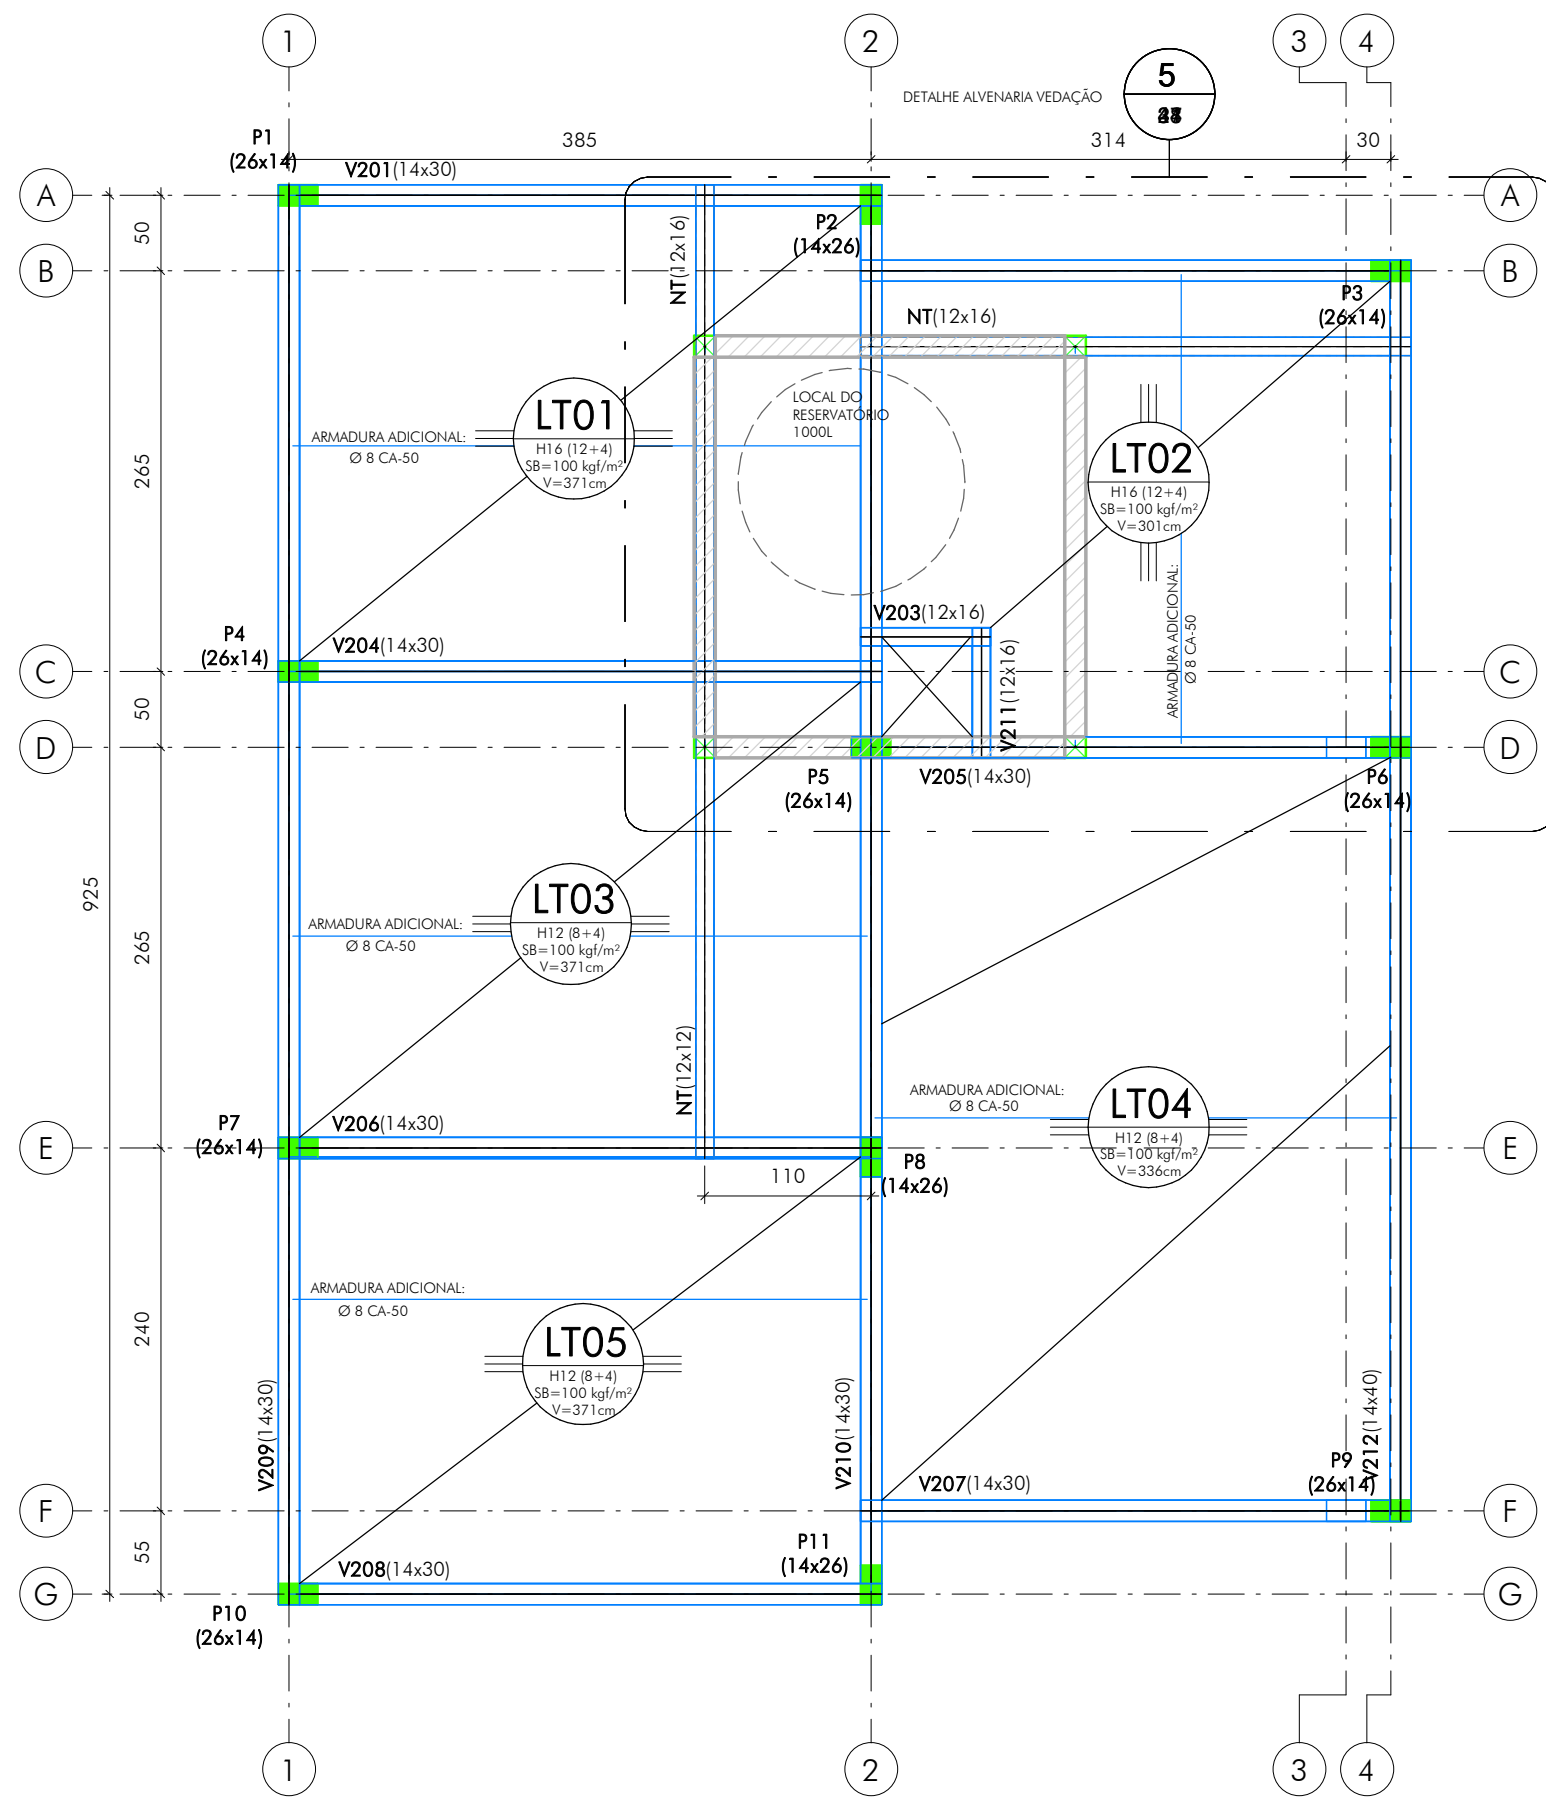 1
2
3
4
5
DETALHE ALVENARIA VEDAÇÃO
385
314
30
P1
(26x14)
V201(14x30)
A
A
50
NT(12x16)
P2
(14x26)
B
B
P3
(26x14)
NT(12x16)
LOCAL DO
RESERVATÓRIO
1000L
LT01
H16 (12+4)
SB=100 kgf/m²
V=371cm
ARMADURA ADICIONAL:
Ø 8 CA-50
265
LT02
H16 (12+4)
SB=100 kgf/m²
V=301cm
ARMADURA ADICIONAL:
Ø 8 CA-50
V203(12x16)
V211(12x16)
P4
(26x14)
V204(14x30)
C
C
50
D
D
P5
(26x14)
V205(14x30)
P6
(26x14)
925
265
LT03
H12 (8+4)
SB=100 kgf/m²
V=371cm
ARMADURA ADICIONAL:
Ø 8 CA-50
NT(12x12)
ARMADURA ADICIONAL:
Ø 8 CA-50
LT04
H12 (8+4)
SB=100 kgf/m²
V=336cm
P7
(26x14)
V206(14x30)
E
E
P8
(14x26)
110
240
ARMADURA ADICIONAL:
Ø 8 CA-50
LT05
H12 (8+4)
SB=100 kgf/m²
V=371cm
V209(14x30)
V210(14x30)
V212(14x40)
P9
(26x14)
V207(14x30)
F
F
55
P11
(14x26)
V208(14x30)
G
G
P10
(26x14)
1
2
3
4